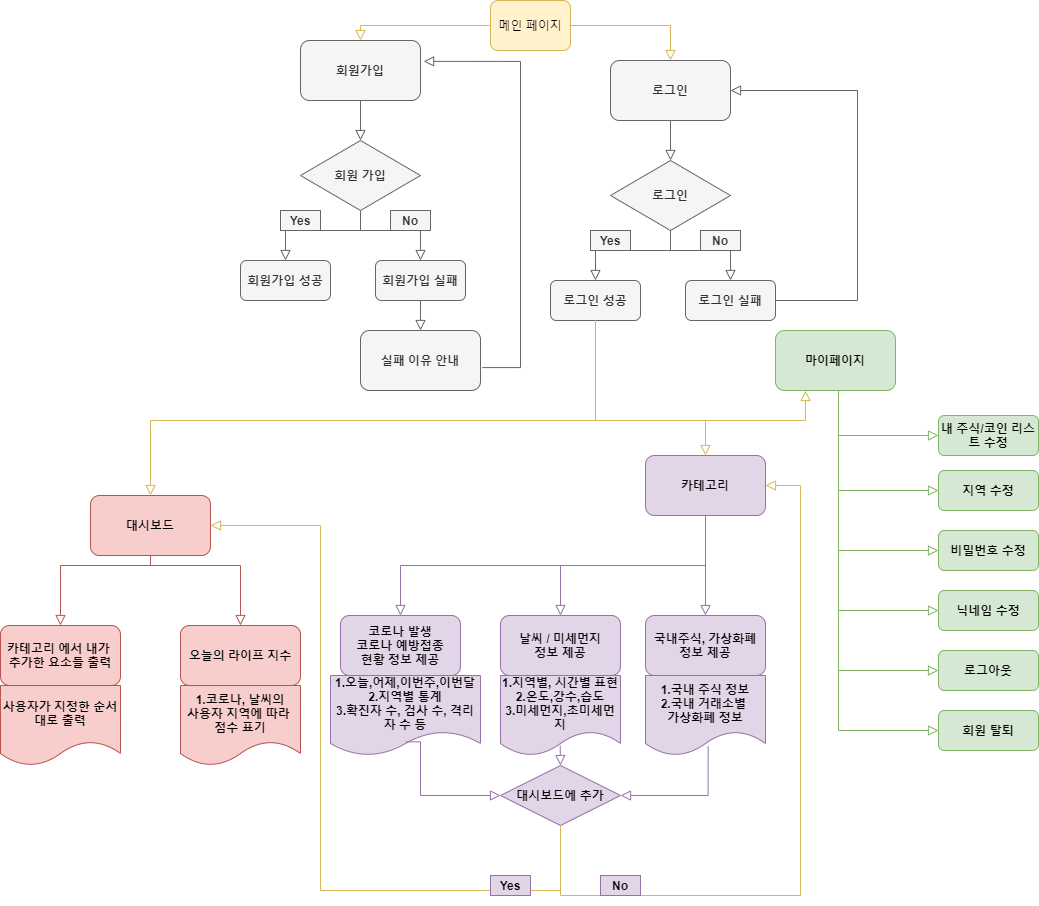 메인 페이지
회원가입
로그인
회원 가입
로그인
Yes
No
Yes
No
회원가입 성공
회원가입 실패
로그인 성공
로그인 실패
실패 이유 안내
마이페이지
내 주식/코인 리스
트 수정
지역 수정
비밀번호 수정
닉네임 수정
로그아웃
회원 탈퇴
카테고리
대시보드
카테고리 에서 내가
추가한 요소들 출력
사용자가 지정한 순서
대로 출력
오늘의 라이프 지수
1.코로나, 날씨의
사용자 지역에 따라
점수 표기
코로나 발생
코로나 예방접종
현황 정보 제공
1.오늘,어제,이번주,이번달
2.지역별 통계
3.확진자 수, 검사 수, 격리
자 수 등
날씨 / 미세먼지
정보 제공
1.지역별, 시간별 표현
2.온도,강수,습도
3.미세먼지,초미세먼
지
국내주식, 가상화폐
정보 제공
1.국내 주식 정보
2.국내 거래소별
가상화폐 정보
대시보드에 추가
Yes
No